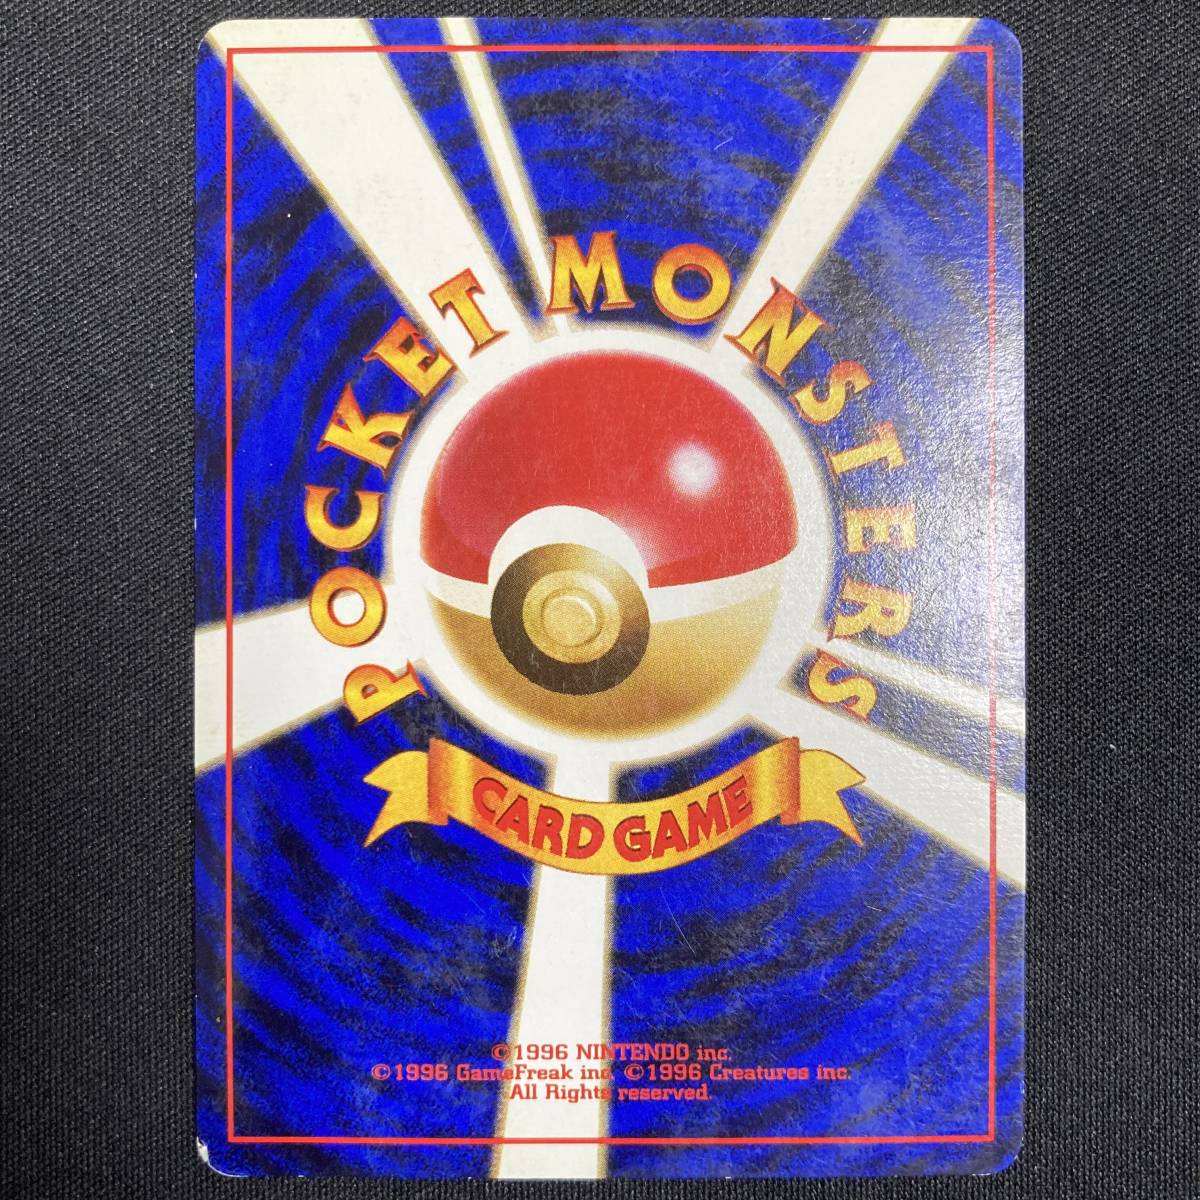 POCKET MONSTERS
CARD GAME
©1996 NINTENDO inc.
©1996 GameFreak inc. ©1996 Creatures inc.
All Rights reserved.